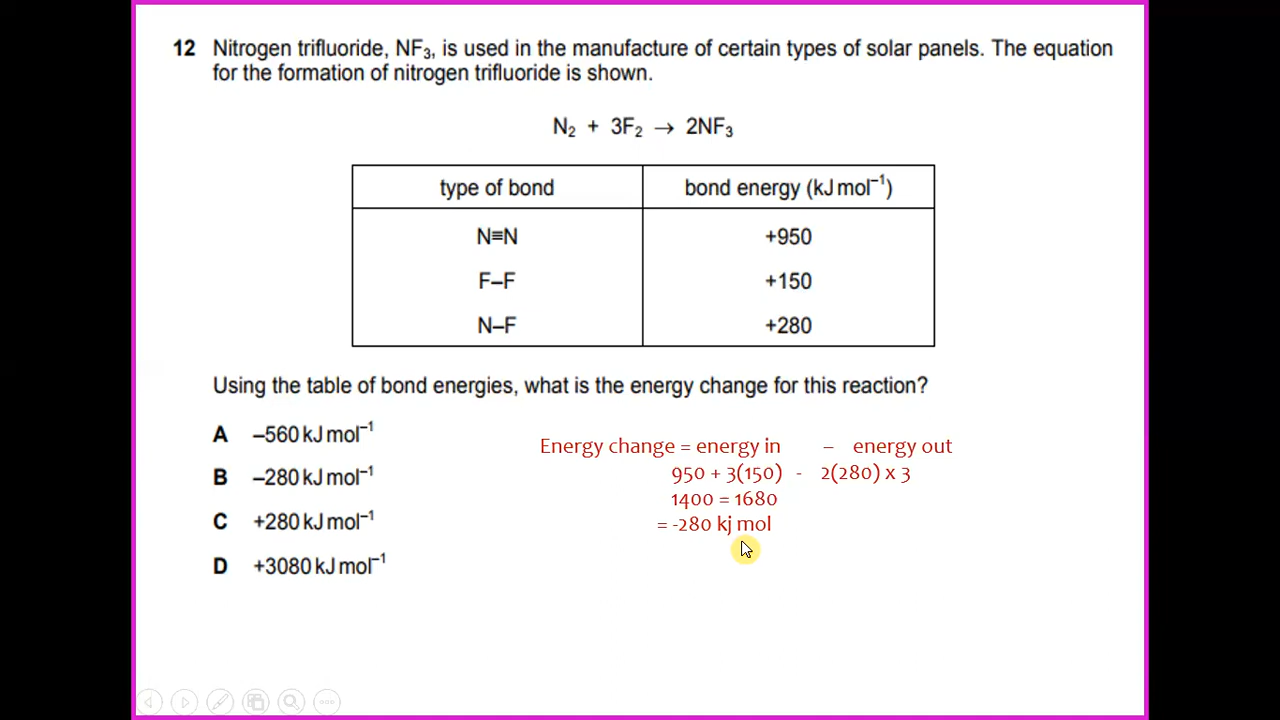 12 Nitrogen trifluoride, NF₃, is used in the manufacture of certain types of solar panels. The equation
for the formation of nitrogen trifluoride is shown.
N₂ + 3F₂ → 2NF₃
type of bond bond energy (kJ mol⁻¹)
N≡N +950
F–F +150
N–F +280
Using the table of bond energies, what is the energy change for this reaction?
A –560 kJ mol⁻¹
B –280 kJ mol⁻¹
C +280 kJ mol⁻¹
D +3080 kJ mol⁻¹
Energy change = energy in – energy out
950 + 3(150) - 2(280) x 3
1400 = 1680
= -280 kj mol